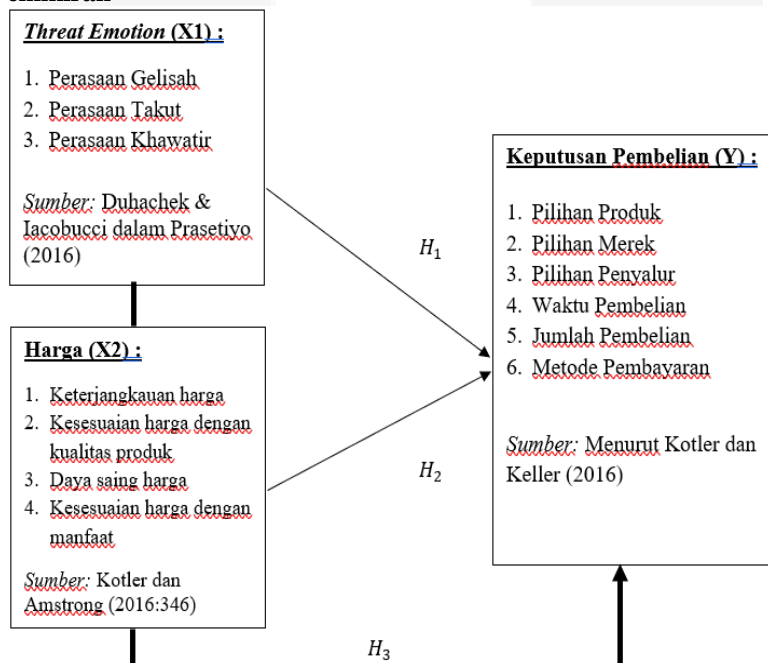 Threat Emotion (X1) :
1. Perasaan Gelisah
2. Perasaan Takut
3. Perasaan Khawatir
Sumber: Duhachek &
Iacobucci dalam Prasetiyo
(2016)
Harga (X2) :
1. Keterjangkauan harga
2. Kesesuaian harga dengan
kualitas produk
3. Daya saing harga
4. Kesesuaian harga dengan
manfaat
Sumber: Kotler dan
Amstrong (2016:346)
H1
H2
H3
Keputusan Pembelian (Y) :
1. Pilihan Produk
2. Pilihan Merek
3. Pilihan Penyalur
4. Waktu Pembelian
5. Jumlah Pembelian
6. Metode Pembayaran
Sumber: Menurut Kotler dan
Keller (2016)